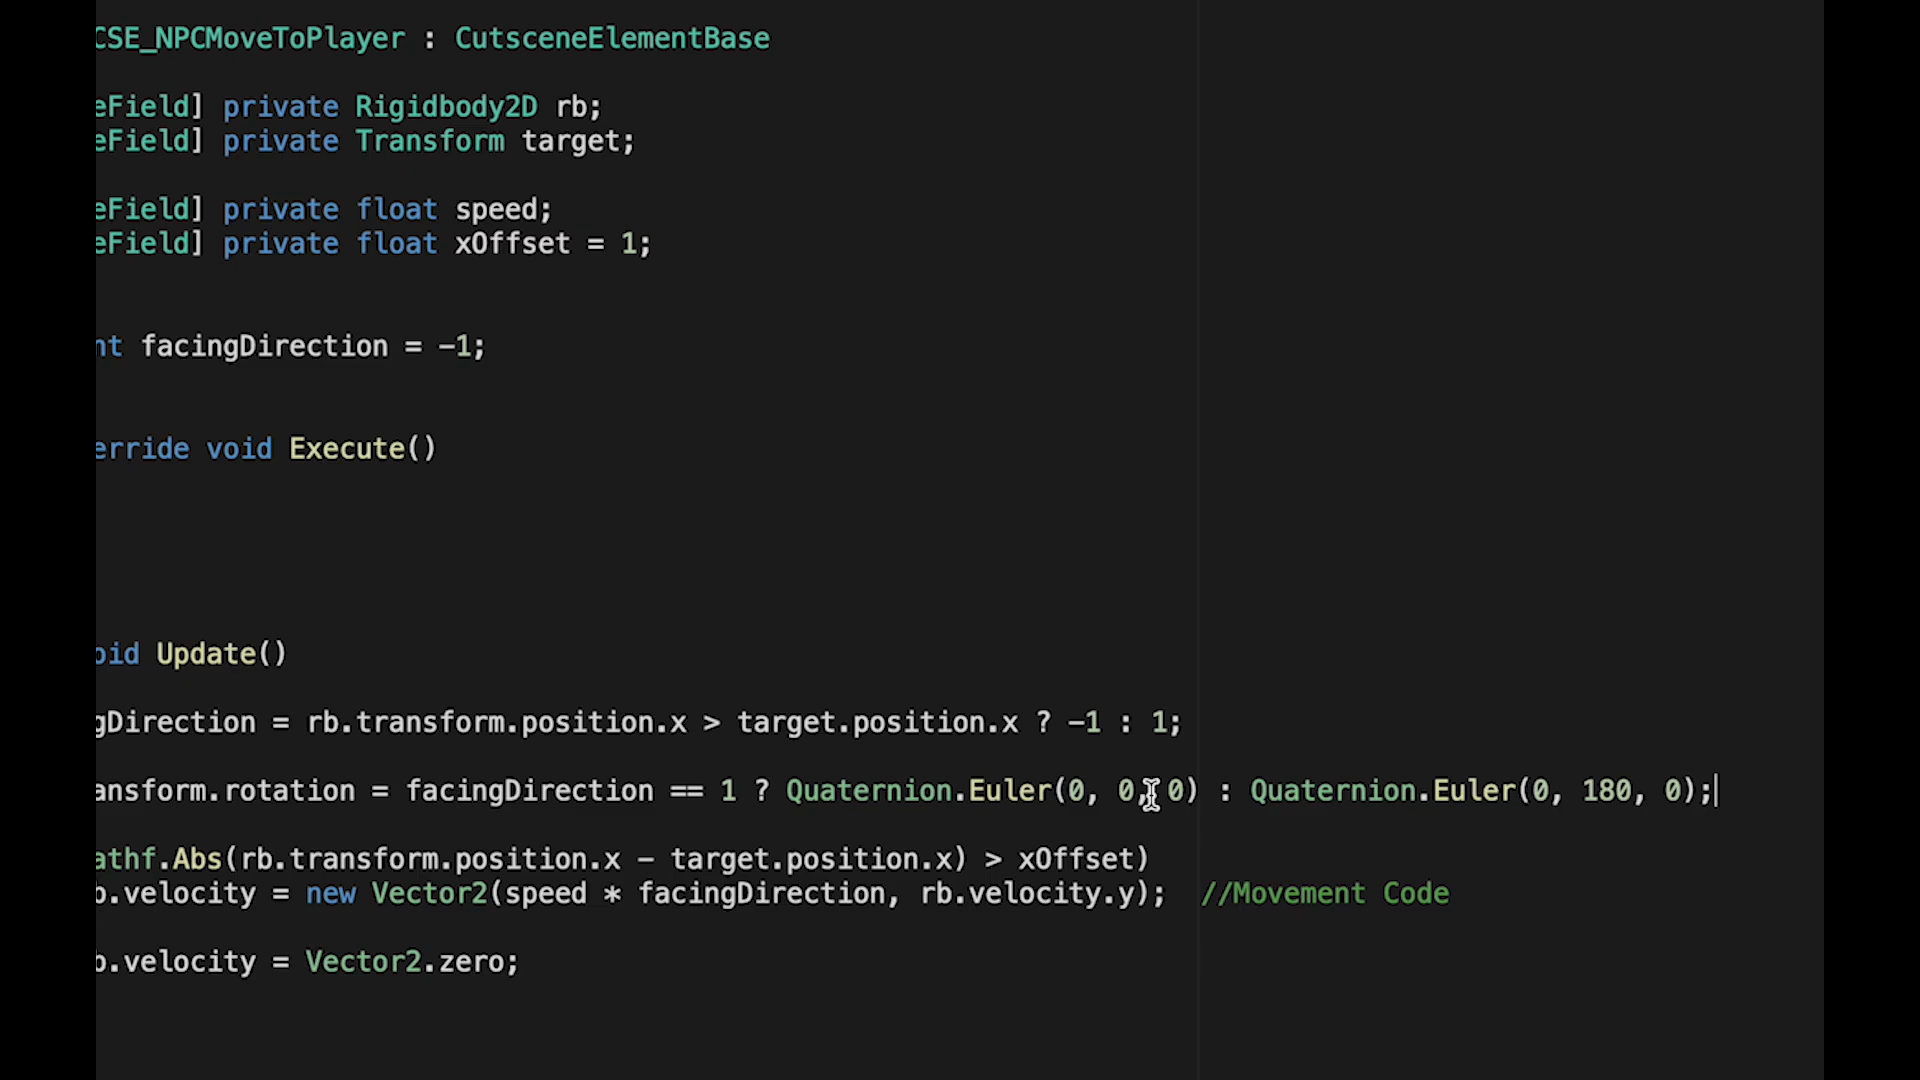 CSE_NPCMoveToPlayer : CutsceneElementBase
eField] private Rigidbody2D rb;
eField] private Transform target;
eField] private float speed;
eField] private float xOffset = 1;
nt facingDirection = -1;
erride void Execute()
oid Update()
gDirection = rb.transform.position.x > target.position.x ? -1 : 1;
ansform.rotation = facingDirection == 1 ? Quaternion.Euler(0, 0, 0) : Quaternion.Euler(0, 180, 0);
athf.Abs(rb.transform.position.x - target.position.x) > xOffset)
b.velocity = new Vector2(speed * facingDirection, rb.velocity.y);  //Movement Code
b.velocity = Vector2.zero;